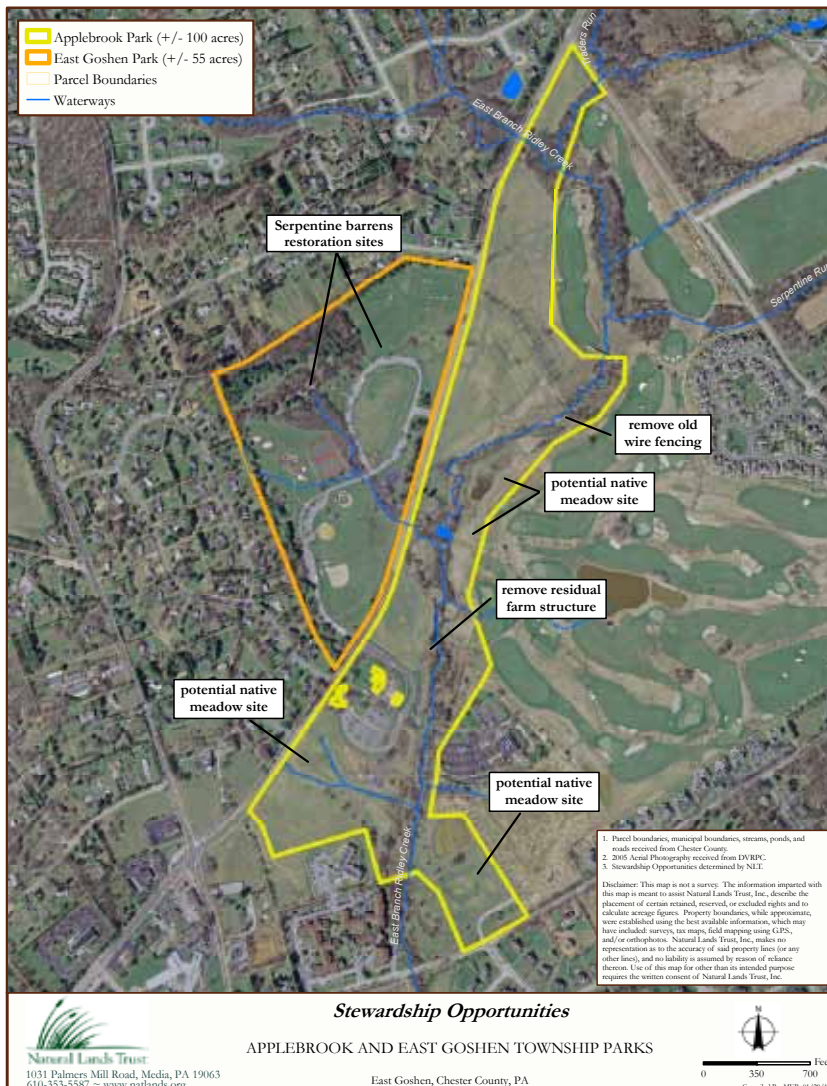 Applebrook Park (+/- 100 acres)
East Goshen Park (+/- 55 acres)
Parcel Boundaries
Waterways
Run
East Branch Ridley Creek
Serpentine barrens
restoration sites
Serpentine Run
remove old
wire fencing
potential native
meadow site
remove residual
farm structure
potential native
meadow site
potential native
meadow site
East Branch Ridley Creek
1. Parcel boundaries, municipal boundaries, streams, ponds, and
roads received from Chester County.
2. 2005 Aerial Photography received from DVRPC.
3. Stewardship Opportunities determined by NLT.
Disclaimer: This map is not a survey. The information imparted with
this map is meant to assist Natural Lands Trust, Inc., describe the
placement of certain retained, reserved, or excluded rights and to
calculate acreage figures. Property boundaries, while approximate,
were established using the best available information, which may
have included: surveys, tax maps, field mapping using G.P.S.,
and/or orthophotos. Natural Lands Trust, Inc., makes no
representation as to the accuracy of said property lines (or any
other lines), and no liability is assumed by reason of reliance
thereon. Use of this map for other than its intended purpose
requires the written consent of Natural Lands Trust, Inc.
Natural Lands Trust
1031 Palmers Mill Road, Media, PA 19063
610-353-5587 ~ www.natlands.org
Stewardship Opportunities
APPLEBROOK AND EAST GOSHEN TOWNSHIP PARKS
East Goshen, Chester County, PA
N
0 350 700